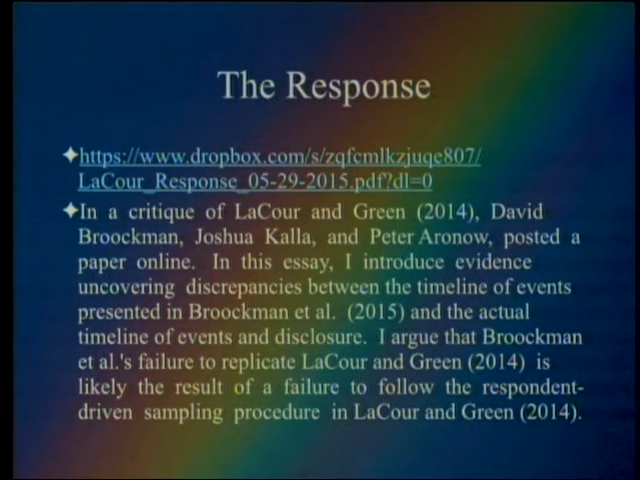 The Response
✦https://www.dropbox.com/s/zqfcmlkzjuqe807/
LaCour_Response_05-29-2015.pdf?dl=0
✦In a critique of LaCour and Green (2014), David
Broockman, Joshua Kalla, and Peter Aronow, posted a
paper online. In this essay, I introduce evidence
uncovering discrepancies between the timeline of events
presented in Broockman et al. (2015) and the actual
timeline of events and disclosure. I argue that Broockman
et al.'s failure to replicate LaCour and Green (2014) is
likely the result of a failure to follow the respondent-
driven sampling procedure in LaCour and Green (2014).